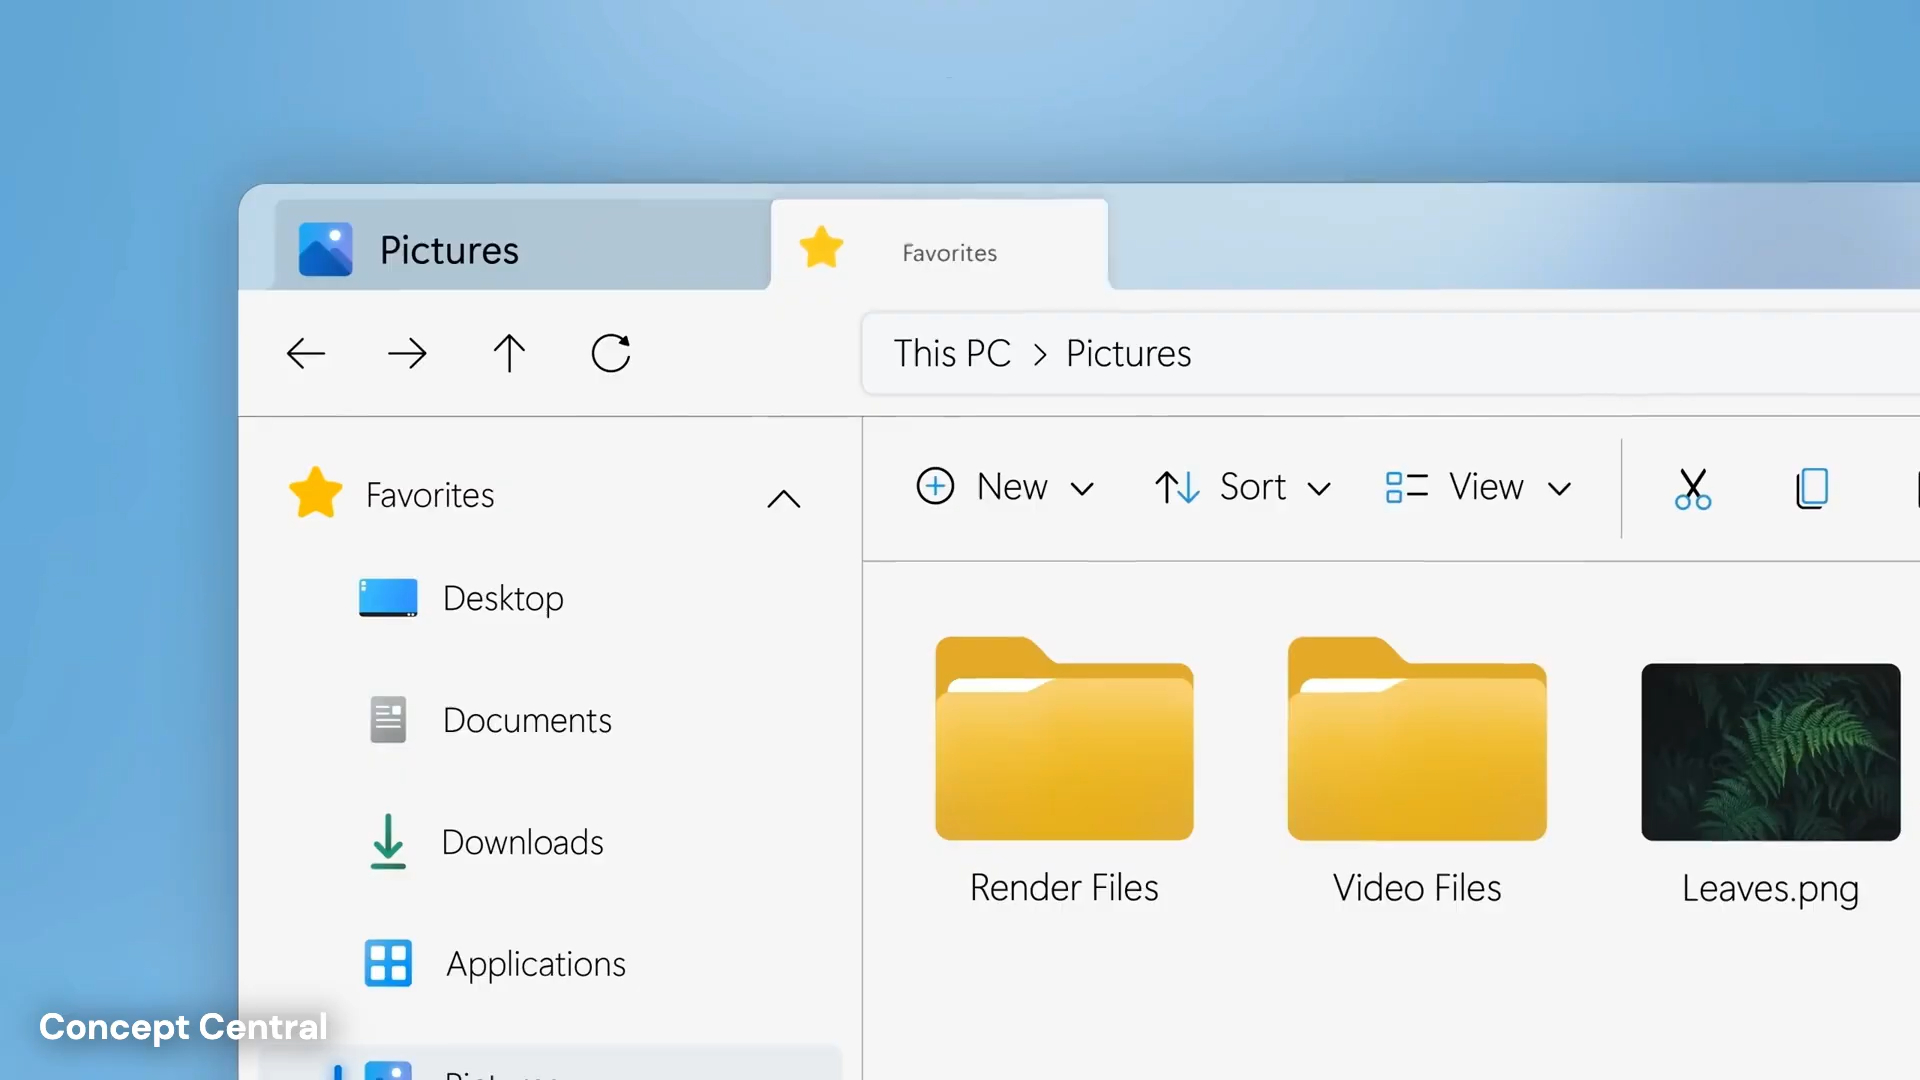 Pictures
Favorites
This PC > Pictures
Favorites
New
Sort
View
Desktop
Documents
Downloads
Applications
Render Files
Video Files
Leaves.png
Concept Central